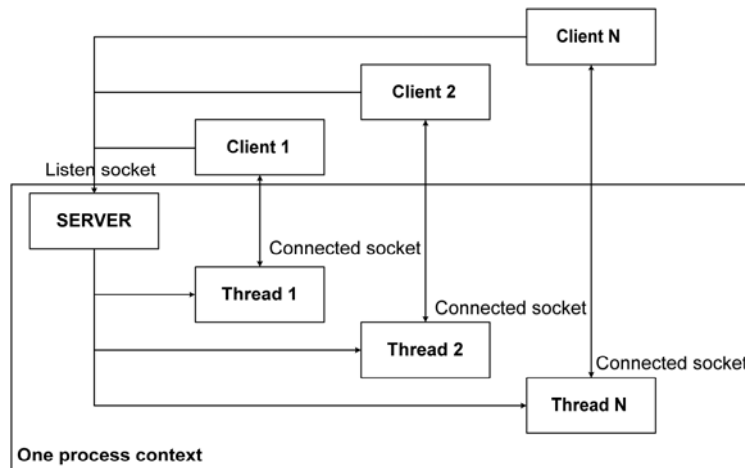 Client N
Client 2
Client 1
Listen socket
SERVER
Connected socket
Thread 1
Connected socket
Thread 2
Connected socket
Thread N
One process context